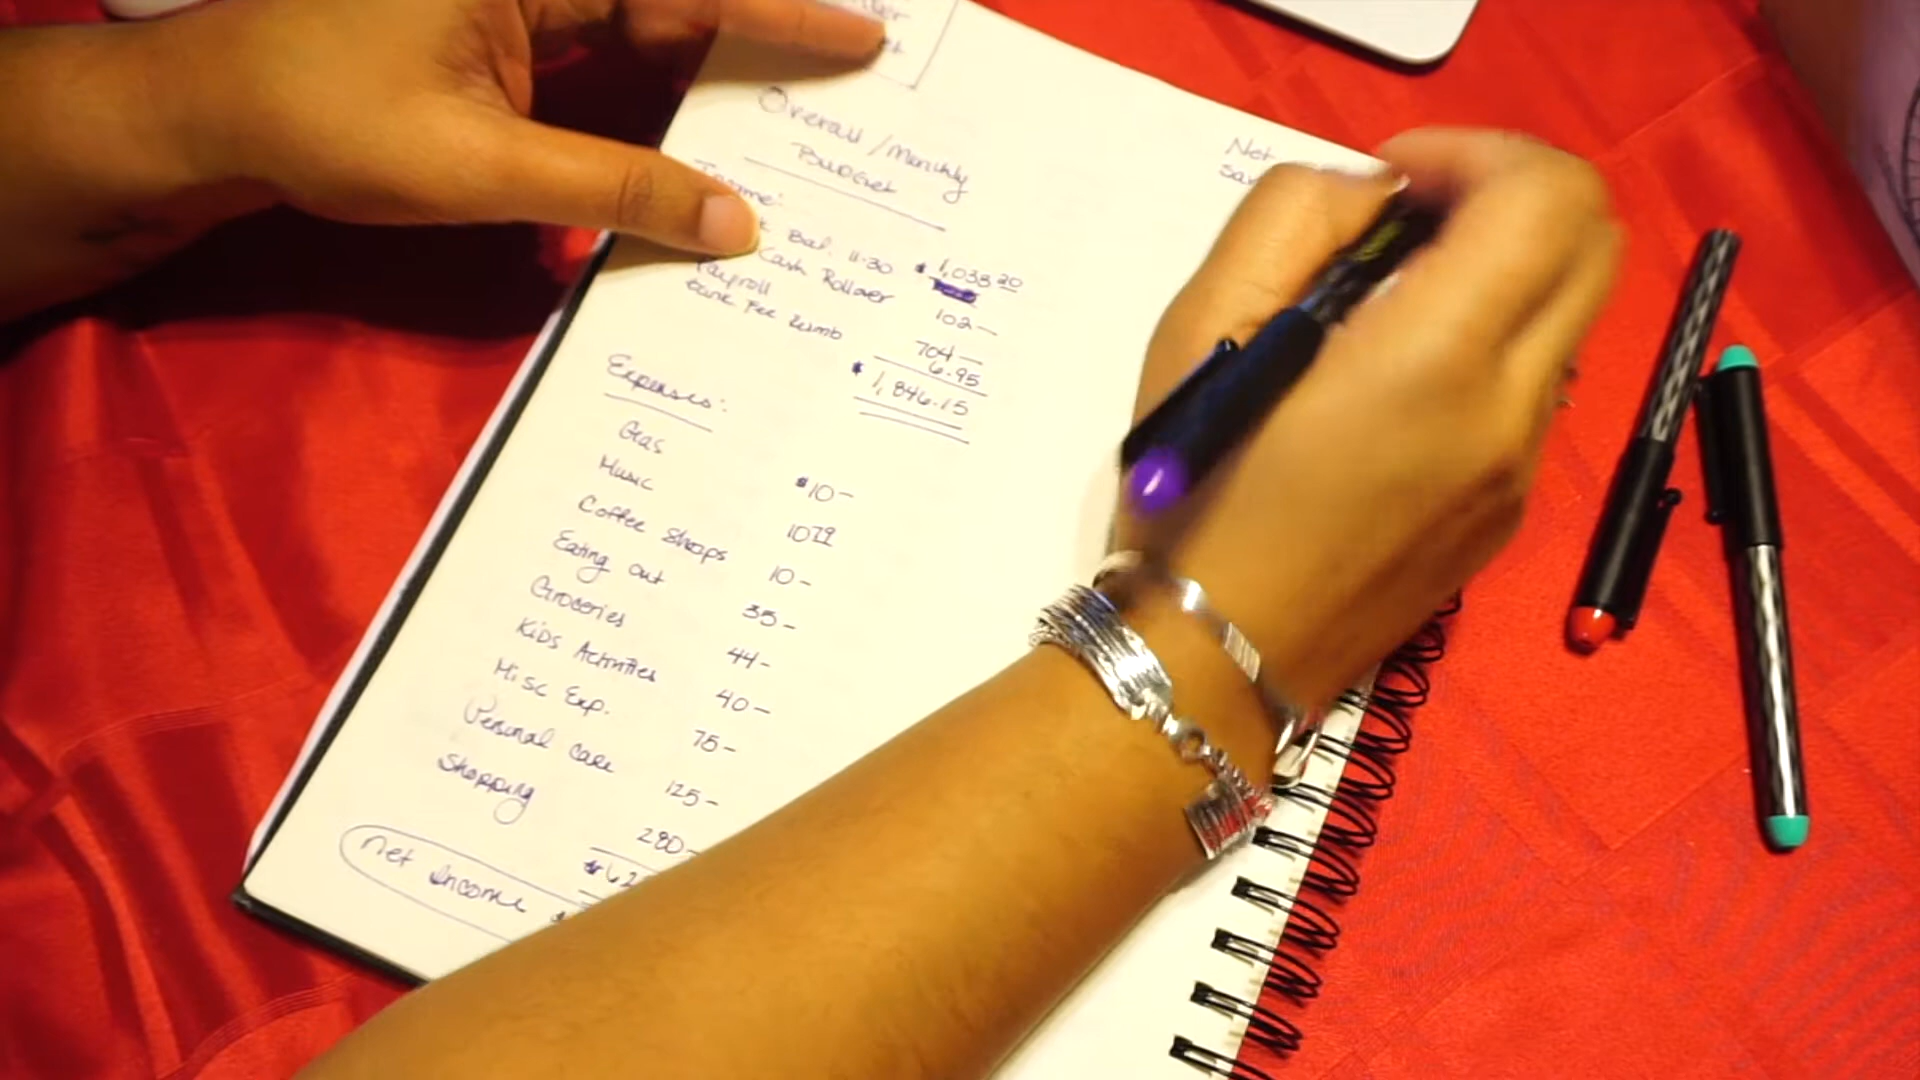 Overall/Monthly
Budget
Net
Bal. 11.30 $1,033 20
Cash Rollover 102—
Payroll 704—
Bank Fee Reimb 6.95
$1,846.15
Expenses:
Gas $10—
Music 10 79
Coffee Shops 10—
Eating out 35—
Groceries 44—
Kids Activities 40—
Misc Exp. 75—
Personal Care 125—
Shopping 280—
Net Income